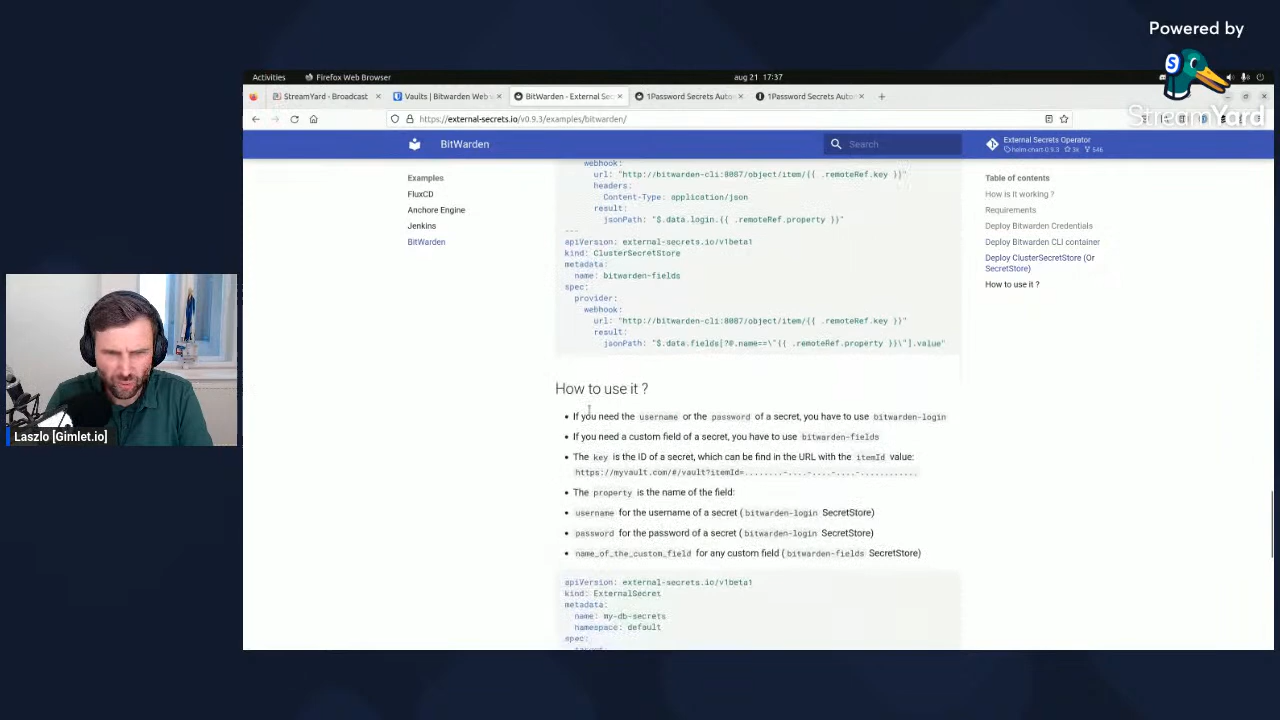 Powered by
StreamYard
Activities
Firefox Web Browser
aug 21 17:37
StreamYard - Broadcast
Vaults | Bitwarden Web
BitWarden - External Sec
1Password Secrets Auto
1Password Secrets Auto
https://external-secrets.io/v0.9.3/examples/bitwarden/
BitWarden
Search
External Secrets Operator
helm-chart-0.9.3 3k 546
Examples
FluxCD
Anchore Engine
Jenkins
BitWarden
webhook:
url: "http://bitwarden-cli:8087/object/item/{{ .remoteRef.key }}"
headers:
Content-Type: application/json
result:
jsonPath: "$.data.login.{{ .remoteRef.property }}"
---
apiVersion: external-secrets.io/v1beta1
kind: ClusterSecretStore
metadata:
name: bitwarden-fields
spec:
provider:
webhook:
url: "http://bitwarden-cli:8087/object/item/{{ .remoteRef.key }}"
result:
jsonPath: "$.data.fields[?@.name==\"{{ .remoteRef.property }}\"].value"
How to use it ?
If you need the username or the password of a secret, you have to use bitwarden-login
If you need a custom field of a secret, you have to use bitwarden-fields
The key is the ID of a secret, which can be find in the URL with the itemId value:
https://myvault.com/#/vault?itemId=........-....-....-....-............
The property is the name of the field:
username for the username of a secret ( bitwarden-login SecretStore)
password for the password of a secret ( bitwarden-login SecretStore)
name_of_the_custom_field for any custom field ( bitwarden-fields SecretStore)
apiVersion: external-secrets.io/v1beta1
kind: ExternalSecret
metadata:
name: my-db-secrets
namespace: default
spec:
Table of contents
How is it working ?
Requirements
Deploy Bitwarden Credentials
Deploy Bitwarden CLI container
Deploy ClusterSecretStore (Or
SecretStore)
How to use it ?
Laszlo [Gimlet.io]